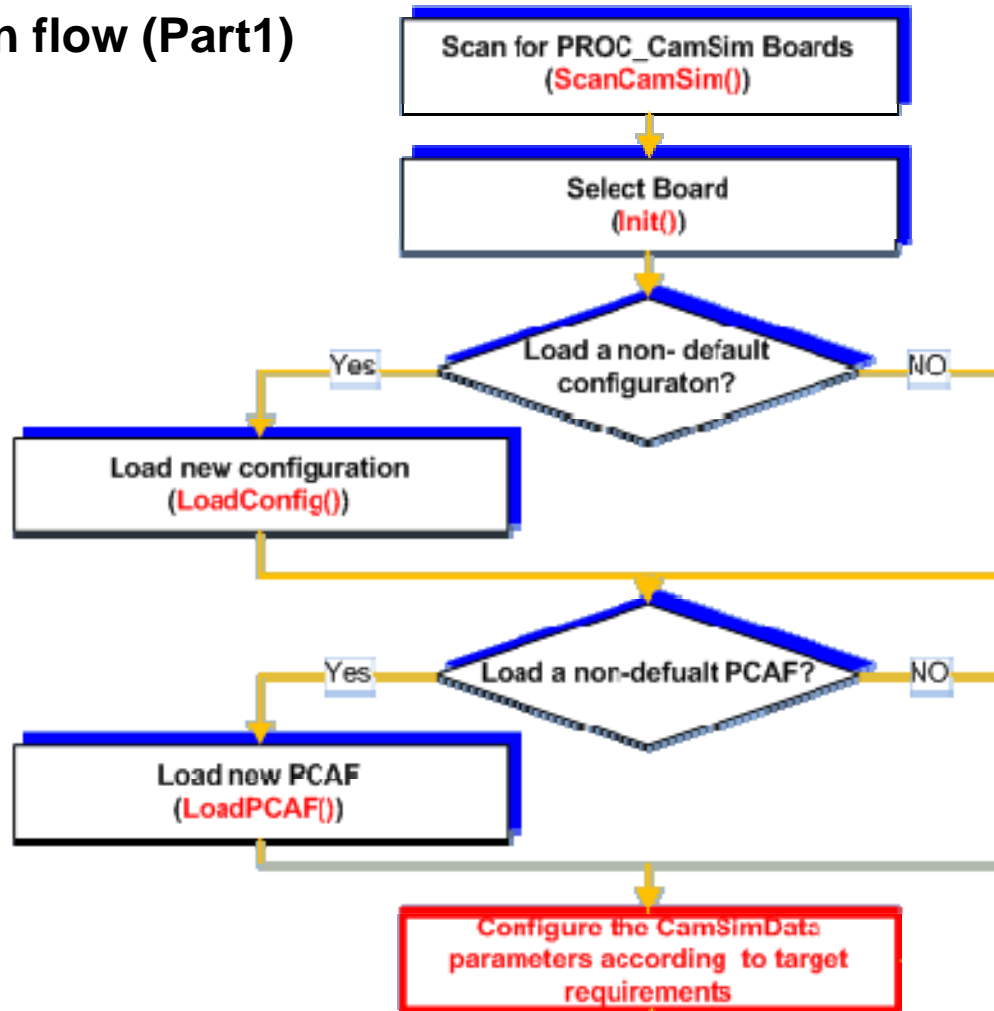 n flow (Part1)
Scan for PROC_CamSim Boards
(ScanCamSim())
Select Board
(Init())
Load a non- default
configuraton?
Yes
NO
Load new configuration
(LoadConfig())
Load a non-defualt PCAF?
Yes
NO
Load new PCAF
(LoadPCAF())
Configure the CamSimData
parameters according to target
requirements